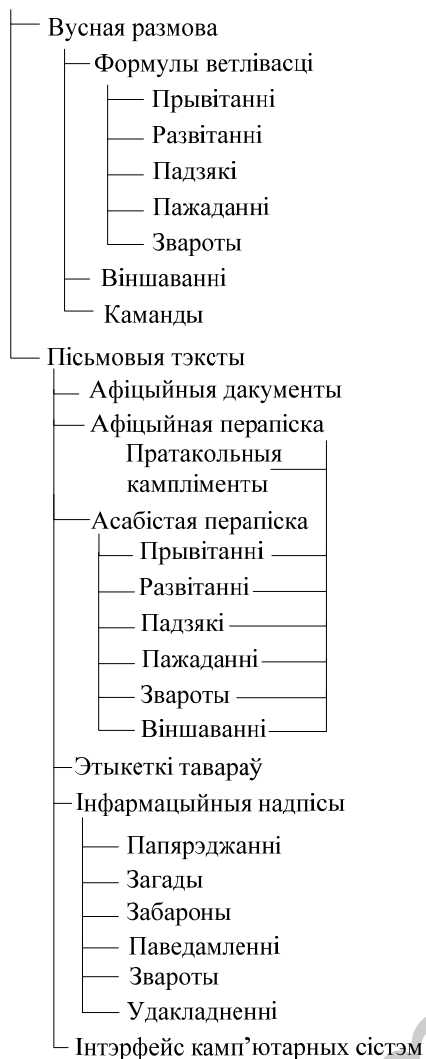 Вусная размова
Формулы ветлівасці
Прывітанні
Развітанні
Падзякі
Пажаданні
Звароты
Віншаванні
Каманды
Пісьмовыя тэксты
Афіцыйныя дакументы
Афіцыйная перапіска
Пратакольныя
кампліменты
Асабістая перапіска
Прывітанні
Развітанні
Падзякі
Пажаданні
Звароты
Віншаванні
Этыкеткі тавараў
Інфармацыйныя надпісы
Папярэджанні
Загады
Забароны
Паведамленні
Звароты
Удакладненні
Інтэрфейс камп’ютарных сістэм